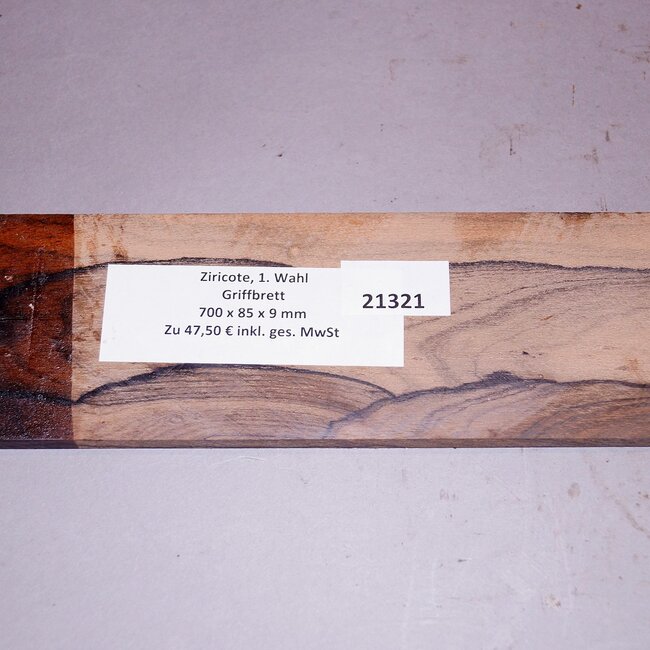 Ziricote, 1. Wahl
Griffbrett
700 x 85 x 9 mm
Zu 47,50 € inkl. ges. MwSt
21321